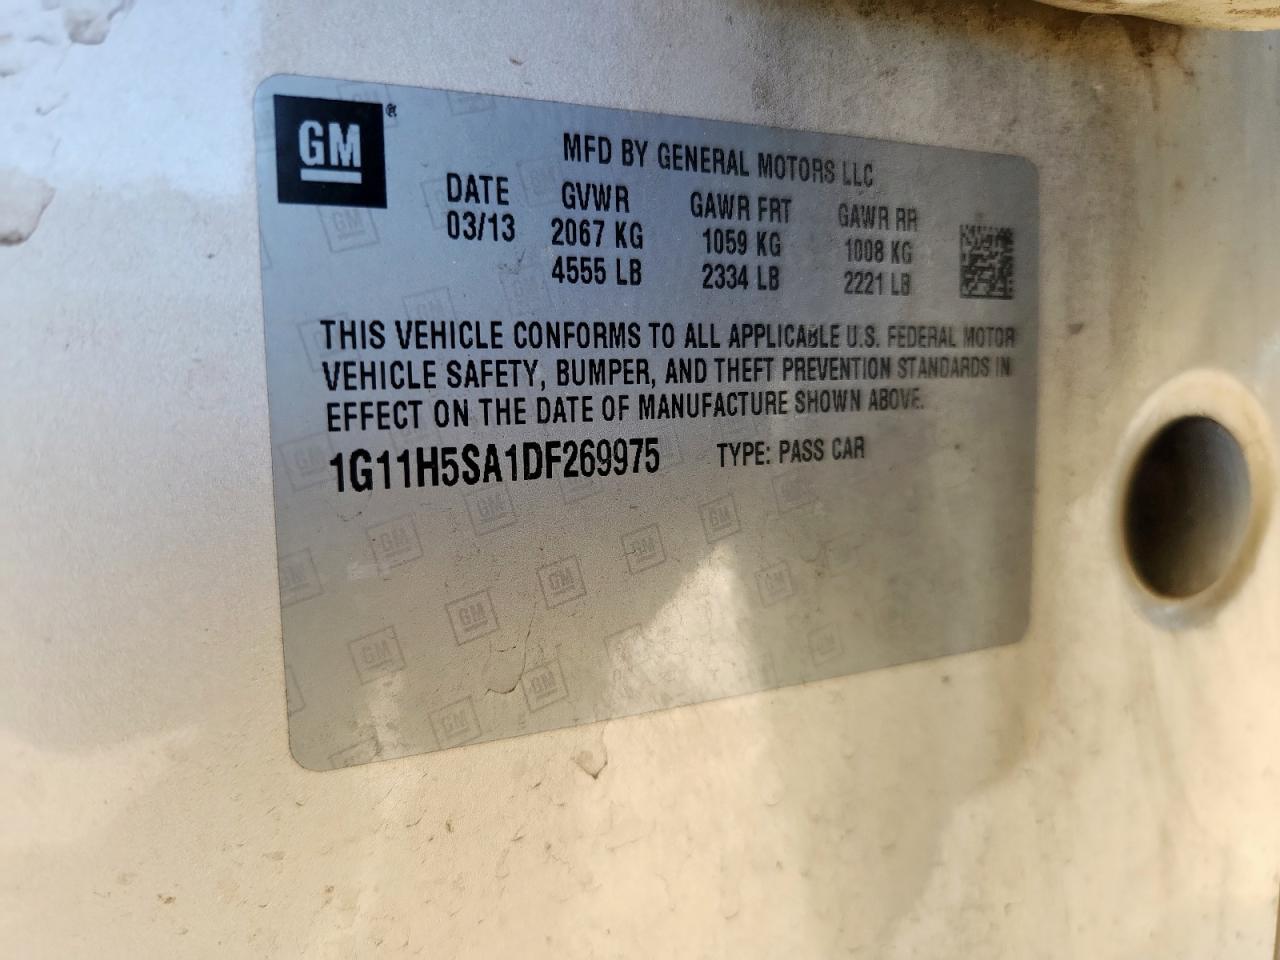 GM®
MFD BY GENERAL MOTORS LLC
DATE GVWR GAWR FRT GAWR RR
03/13 2067 KG 1059 KG 1008 KG
4555 LB 2334 LB 2221 LB
THIS VEHICLE CONFORMS TO ALL APPLICABLE U.S. FEDERAL MOTOR
VEHICLE SAFETY, BUMPER, AND THEFT PREVENTION STANDARDS IN
EFFECT ON THE DATE OF MANUFACTURE SHOWN ABOVE.
1G11H5SA1DF269975 TYPE: PASS CAR